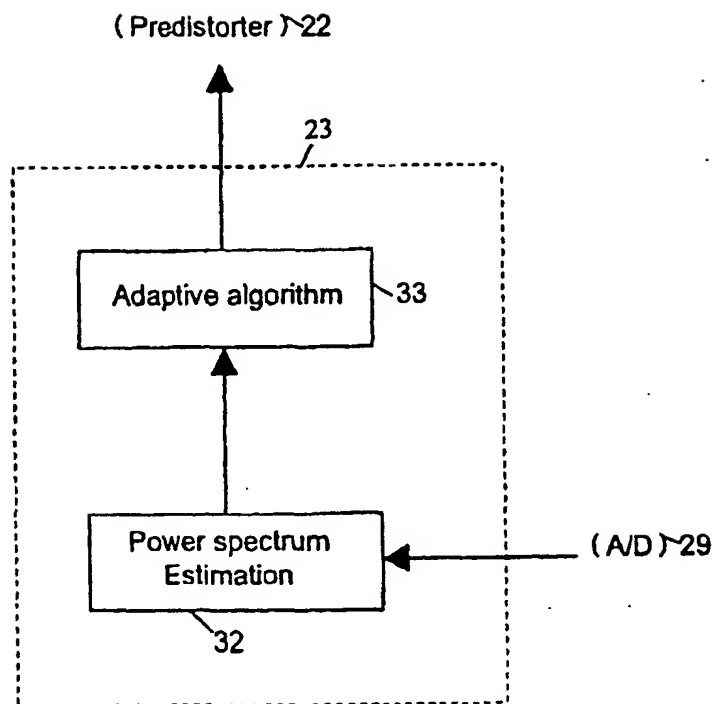 (Predistorter)~22
23
Adaptive algorithm
33
Power spectrum
Estimation
(A/D)~29
32